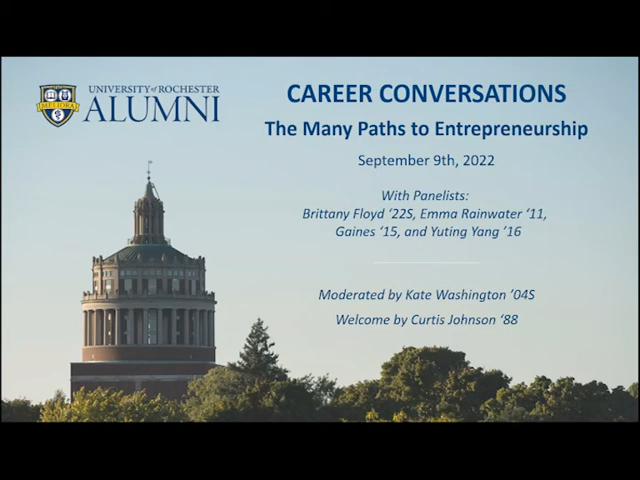 MELIORA
UNIVERSITY of ROCHESTER
ALUMNI
CAREER CONVERSATIONS
The Many Paths to Entrepreneurship
September 9th, 2022
With Panelists:
Brittany Floyd ‘22S, Emma Rainwater ‘11,
Gaines ‘15, and Yuting Yang ’16
Moderated by Kate Washington ’04S
Welcome by Curtis Johnson ‘88